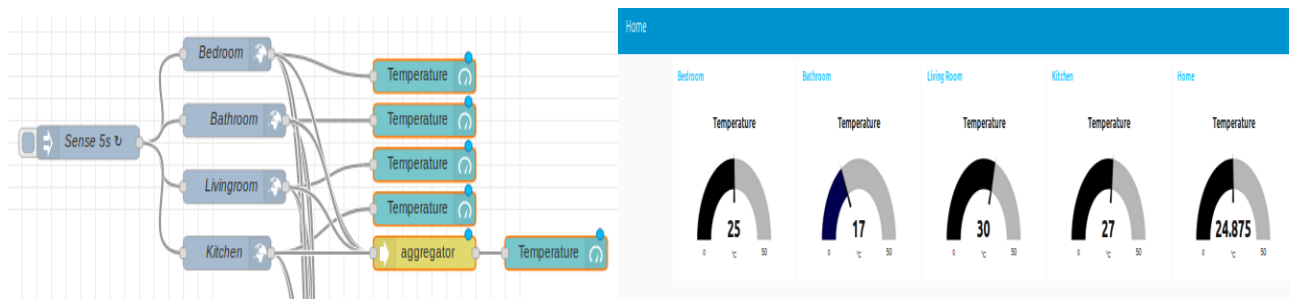 Bedroom
Temperature
Bathroom
Temperature
Sense 5s ↻
Temperature
Livingroom
Temperature
Kitchen
aggregator
Temperature
Home
Bedroom
Bathroom
Living Room
Kitchen
Home
Temperature
Temperature
Temperature
Temperature
Temperature
25
17
30
27
24.875
0 °C 50
0 °C 50
0 °C 50
0 °C 50
0 °C 50